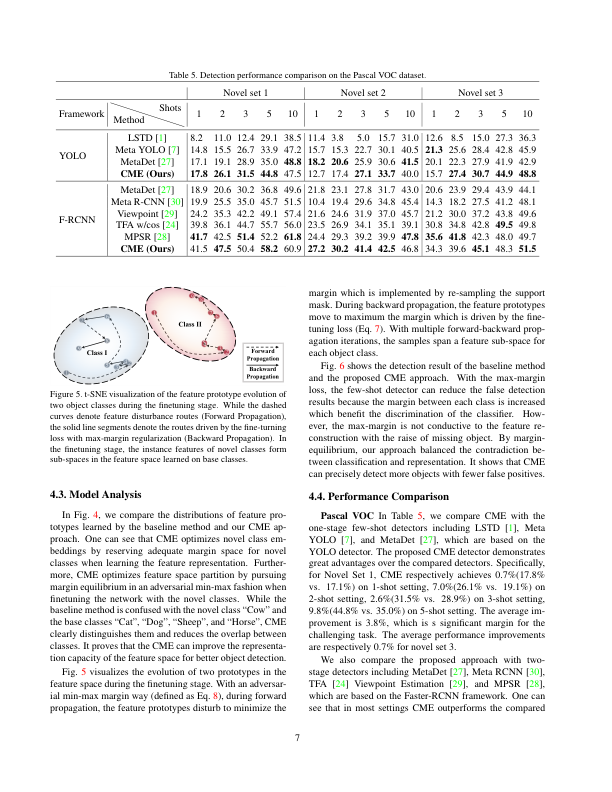 Table 5. Detection performance comparison on the Pascal VOC dataset.
Novel set 1 Novel set 2 Novel set 3
Framework Shots Method 1 2 3 5 10 1 2 3 5 10 1 2 3 5 10
YOLO
LSTD [1] 8.2 11.0 12.4 29.1 38.5 11.4 3.8 5.0 15.7 31.0 12.6 8.5 15.0 27.3 36.3
Meta YOLO [7] 14.8 15.5 26.7 33.9 47.2 15.7 15.3 22.7 30.1 40.5 21.3 25.6 28.4 42.8 45.9
MetaDet [27] 17.1 19.1 28.9 35.0 48.8 18.2 20.6 25.9 30.6 41.5 20.1 22.3 27.9 41.9 42.9
CME (Ours) 17.8 26.1 31.5 44.8 47.5 12.7 17.4 27.1 33.7 40.0 15.7 27.4 30.7 44.9 48.8
F-RCNN
MetaDet [27] 18.9 20.6 30.2 36.8 49.6 21.8 23.1 27.8 31.7 43.0 20.6 23.9 29.4 43.9 44.1
Meta R-CNN [30] 19.9 25.5 35.0 45.7 51.5 10.4 19.4 29.6 34.8 45.4 14.3 18.2 27.5 41.2 48.1
Viewpoint [29] 24.2 35.3 42.2 49.1 57.4 21.6 24.6 31.9 37.0 45.7 21.2 30.0 37.2 43.8 49.6
TFA w/cos [24] 39.8 36.1 44.7 55.7 56.0 23.5 26.9 34.1 35.1 39.1 30.8 34.8 42.8 49.5 49.8
MPSR [28] 41.7 42.5 51.4 52.2 61.8 24.4 29.3 39.2 39.9 47.8 35.6 41.8 42.3 48.0 49.7
CME (Ours) 41.5 47.5 50.4 58.2 60.9 27.2 30.2 41.4 42.5 46.8 34.3 39.6 45.1 48.3 51.5
Class I
Class II
Forward
Propagation
Backward
Propagation
Figure 5. t-SNE visualization of the feature prototype evolution of
two object classes during the finetuning stage. While the dashed
curves denote feature disturbance routes (Forward Propagation),
the solid line segments denote the routes driven by the fine-turning
loss with max-margin regularization (Backward Propagation). In
the finetuning stage, the instance features of novel classes form
sub-spaces in the feature space learned on base classes.
4.3. Model Analysis
In Fig. 4, we compare the distributions of feature pro-
totypes learned by the baseline method and our CME ap-
proach. One can see that CME optimizes novel class em-
beddings by reserving adequate margin space for novel
classes when learning the feature representation. Further-
more, CME optimizes feature space partition by pursuing
margin equilibrium in an adversarial min-max fashion when
finetuning the network with the novel classes. While the
baseline method is confused with the novel class “Cow” and
the base classes “Cat”, “Dog”, “Sheep”, and “Horse”, CME
clearly distinguishes them and reduces the overlap between
classes. It proves that the CME can improve the representa-
tion capacity of the feature space for better object detection.
Fig. 5 visualizes the evolution of two prototypes in the
feature space during the finetuning stage. With an adversar-
ial min-max margin way (defined as Eq. 8), during forward
propagation, the feature prototypes disturb to minimize the
margin which is implemented by re-sampling the support
mask. During backward propagation, the feature prototypes
move to maximum the margin which is driven by the fine-
tuning loss (Eq. 7). With multiple forward-backward prop-
agation iterations, the samples span a feature sub-space for
each object class.
Fig. 6 shows the detection result of the baseline method
and the proposed CME approach. With the max-margin
loss, the few-shot detector can reduce the false detection
results because the margin between each class is increased
which benefit the discrimination of the classifier. How-
ever, the max-margin is not conducive to the feature re-
construction with the raise of missing object. By margin-
equilibrium, our approach balanced the contradiction be-
tween classification and representation. It shows that CME
can precisely detect more objects with fewer false positives.
4.4. Performance Comparison
Pascal VOC In Table 5, we compare CME with the
one-stage few-shot detectors including LSTD [1], Meta
YOLO [7], and MetaDet [27], which are based on the
YOLO detector. The proposed CME detector demonstrates
great advantages over the compared detectors. Specifically,
for Novel Set 1, CME respectively achieves 0.7%(17.8%
vs. 17.1%) on 1-shot setting, 7.0%(26.1% vs. 19.1%) on
2-shot setting, 2.6%(31.5% vs. 28.9%) on 3-shot setting,
9.8%(44.8% vs. 35.0%) on 5-shot setting. The average im-
provement is 3.8%, which is s significant margin for the
challenging task. The average performance improvements
are respectively 0.7% for novel set 3.
We also compare the proposed approach with two-
stage detectors including MetaDet [27], Meta RCNN [30],
TFA [24] Viewpoint Estimation [29], and MPSR [28],
which are based on the Faster-RCNN framework. One can
see that in most settings CME outperforms the compared
7